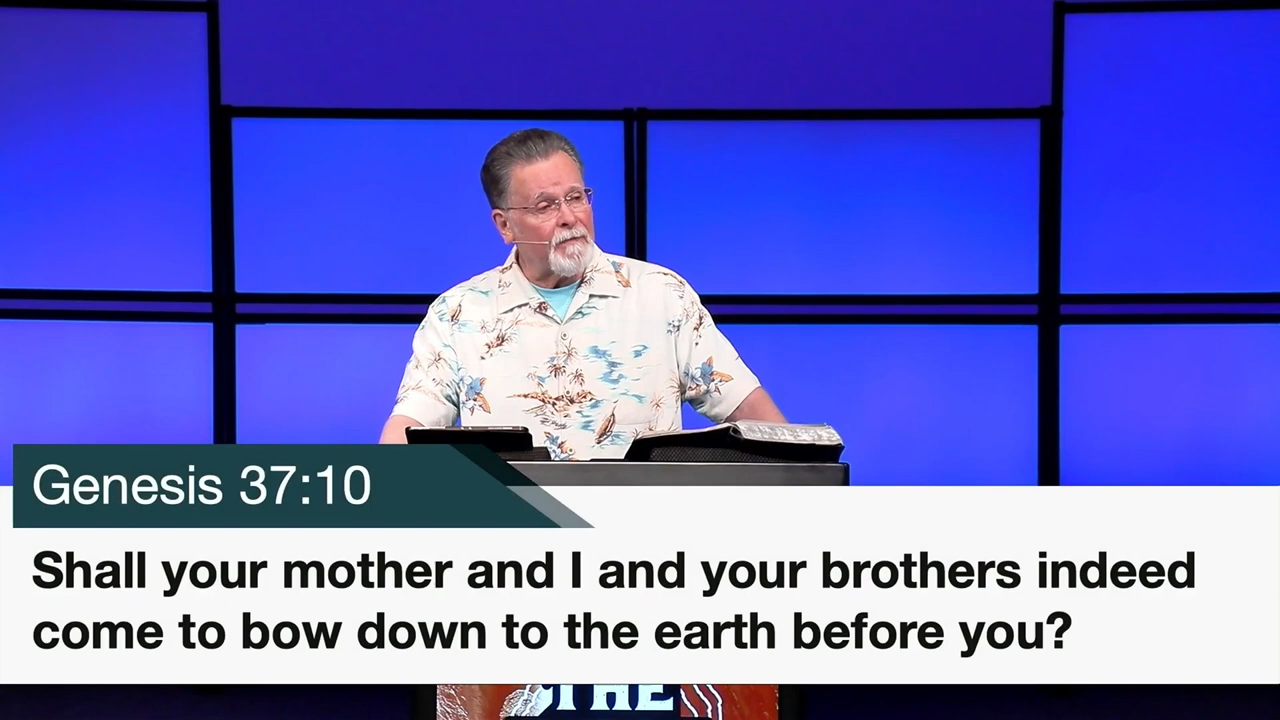 Genesis 37:10
Shall your mother and I and your brothers indeed
come to bow down to the earth before you?
THE